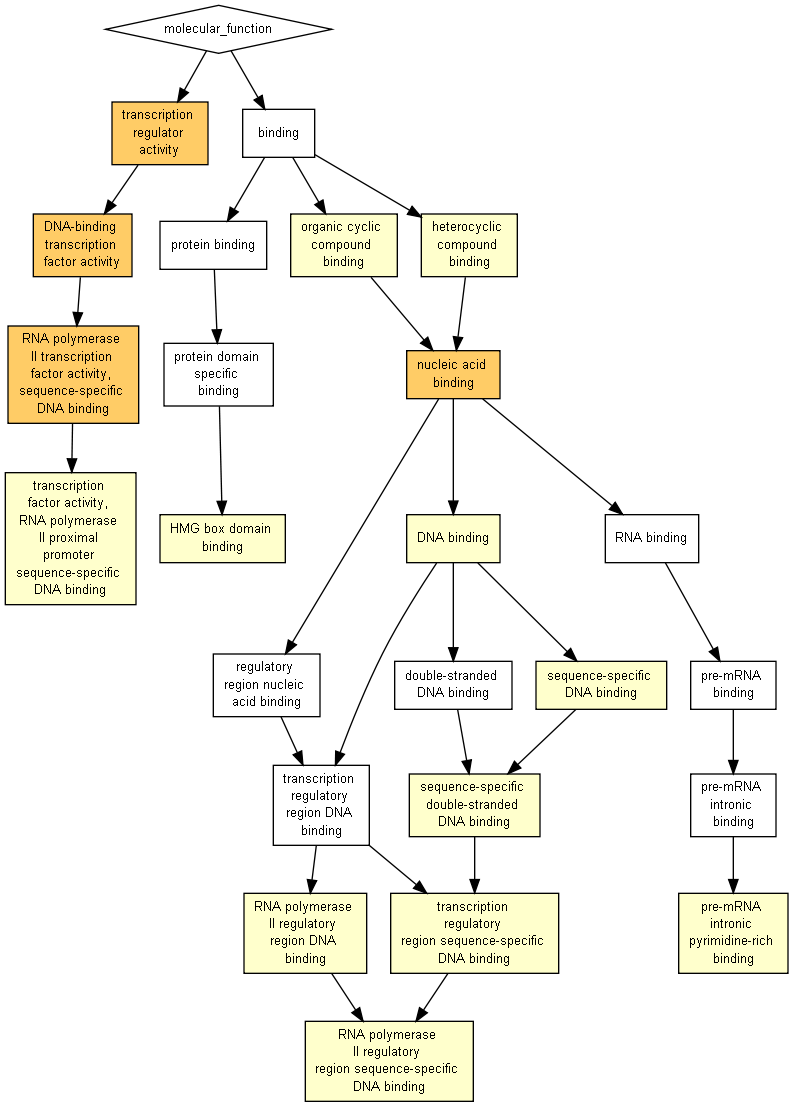 molecular_function
transcription
regulator
activity
binding
DNA-binding
transcription
factor activity
protein binding
organic cyclic
compound
binding
heterocyclic
compound
binding
RNA polymerase
II transcription
factor activity,
sequence-specific
DNA binding
protein domain
specific
binding
nucleic acid
binding
transcription
factor activity,
RNA polymerase
II proximal
promoter
sequence-specific
DNA binding
HMG box domain
binding
DNA binding
RNA binding
regulatory
region nucleic
acid binding
double-stranded
DNA binding
sequence-specific
DNA binding
pre-mRNA
binding
transcription
regulatory
region DNA
binding
sequence-specific
double-stranded
DNA binding
pre-mRNA
intronic
binding
RNA polymerase
II regulatory
region DNA
binding
transcription
regulatory
region sequence-specific
DNA binding
pre-mRNA
intronic
pyrimidine-rich
binding
RNA polymerase
II regulatory
region sequence-specific
DNA binding